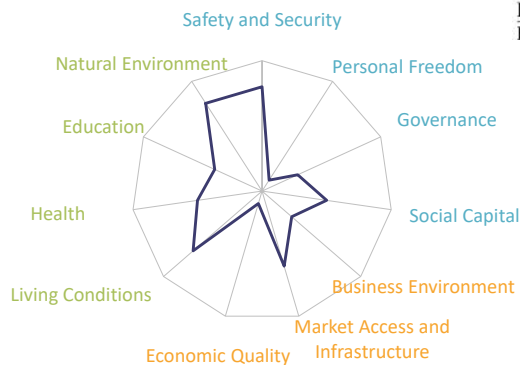 Safety and Security
Natural Environment
Personal Freedom
Education
Governance
Health
Social Capital
Living Conditions
Business Environment
Market Access and
Infrastructure
Economic Quality